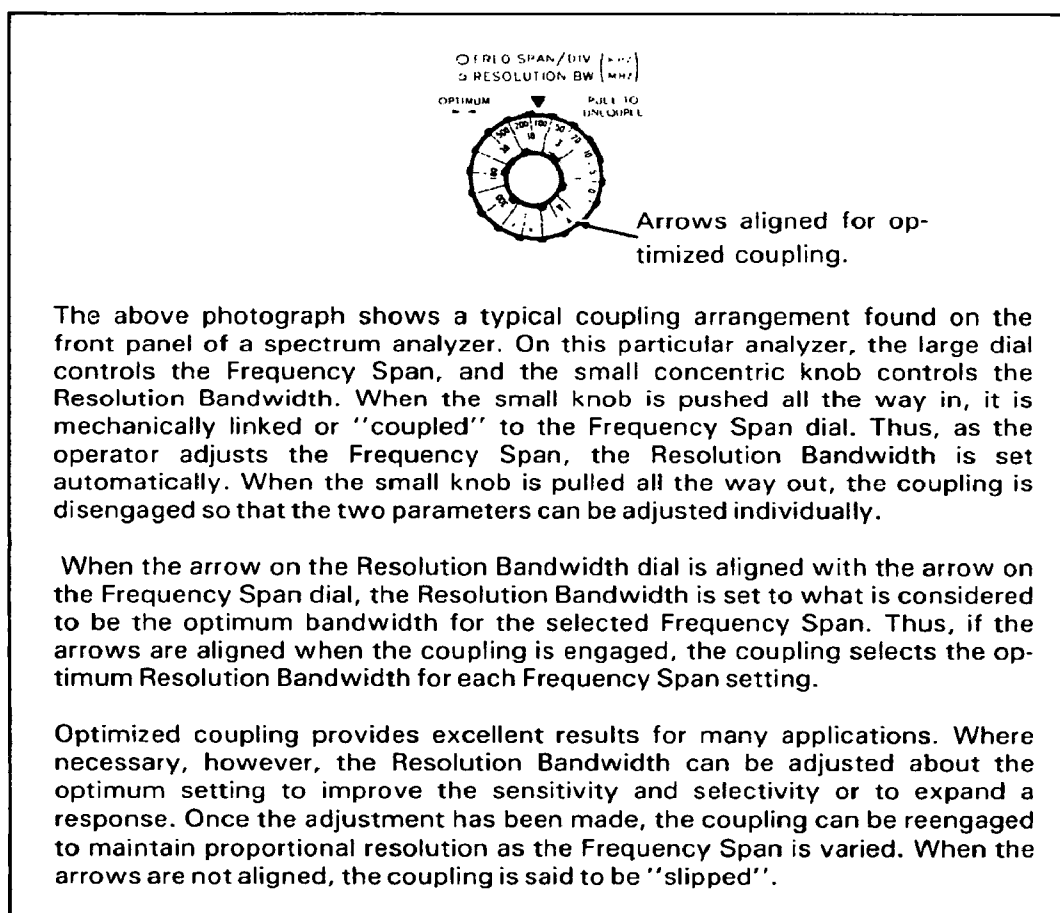 FREQ SPAN/DIV
RESOLUTION BW
OPTIMUM
PULL TO
UNCOUPLE
Arrows aligned for op-
timized coupling.
The above photograph shows a typical coupling arrangement found on the
front panel of a spectrum analyzer. On this particular analyzer, the large dial
controls the Frequency Span, and the small concentric knob controls the
Resolution Bandwidth. When the small knob is pushed all the way in, it is
mechanically linked or ''coupled'' to the Frequency Span dial. Thus, as the
operator adjusts the Frequency Span, the Resolution Bandwidth is set
automatically. When the small knob is pulled all the way out, the coupling is
disengaged so that the two parameters can be adjusted individually.
When the arrow on the Resolution Bandwidth dial is aligned with the arrow on
the Frequency Span dial, the Resolution Bandwidth is set to what is considered
to be the optimum bandwidth for the selected Frequency Span. Thus, if the
arrows are aligned when the coupling is engaged, the coupling selects the op-
timum Resolution Bandwidth for each Frequency Span setting.
Optimized coupling provides excellent results for many applications. Where
necessary, however, the Resolution Bandwidth can be adjusted about the
optimum setting to improve the sensitivity and selectivity or to expand a
response. Once the adjustment has been made, the coupling can be reengaged
to maintain proportional resolution as the Frequency Span is varied. When the
arrows are not aligned, the coupling is said to be ''slipped''.